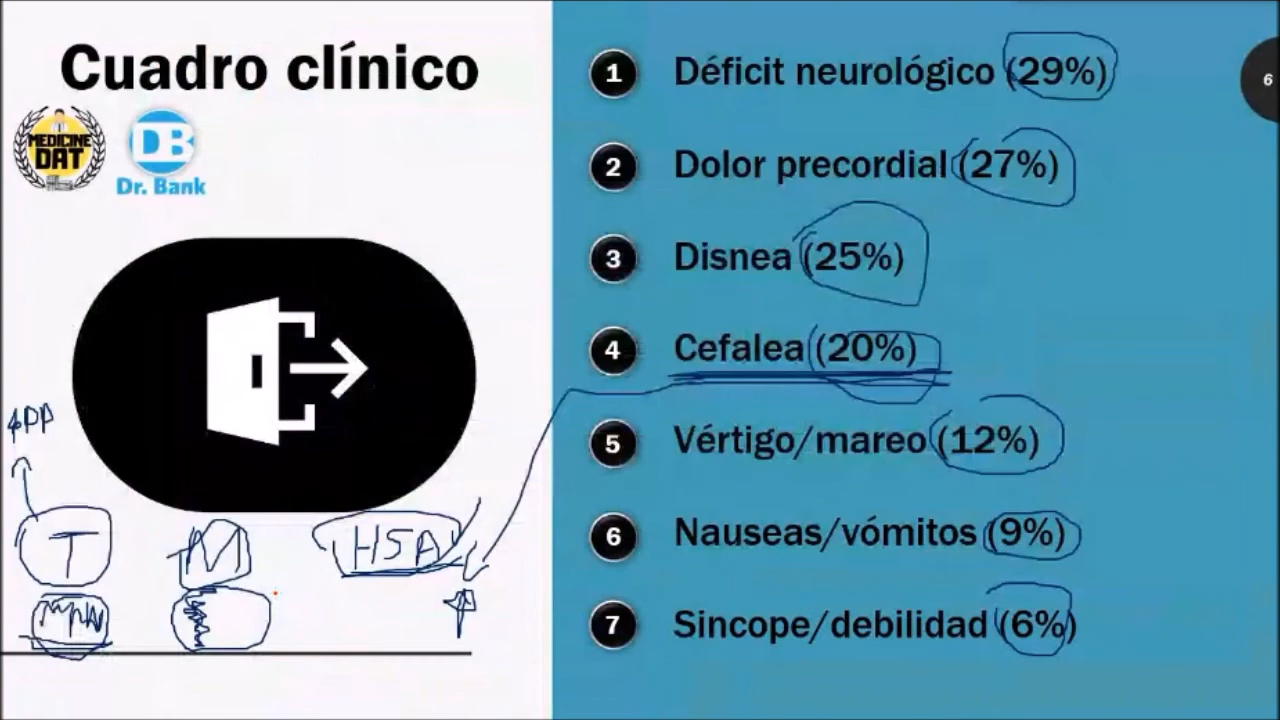 Cuadro clínico
MEDICINE
DAT
DB
Dr. Bank
1 Déficit neurológico (29%)
2 Dolor precordial (27%)
3 Disnea (25%)
4 Cefalea (20%)
5 Vértigo/mareo (12%)
6 Nauseas/vómitos (9%)
7 Sincope/debilidad (6%)
6
T
M
HSA